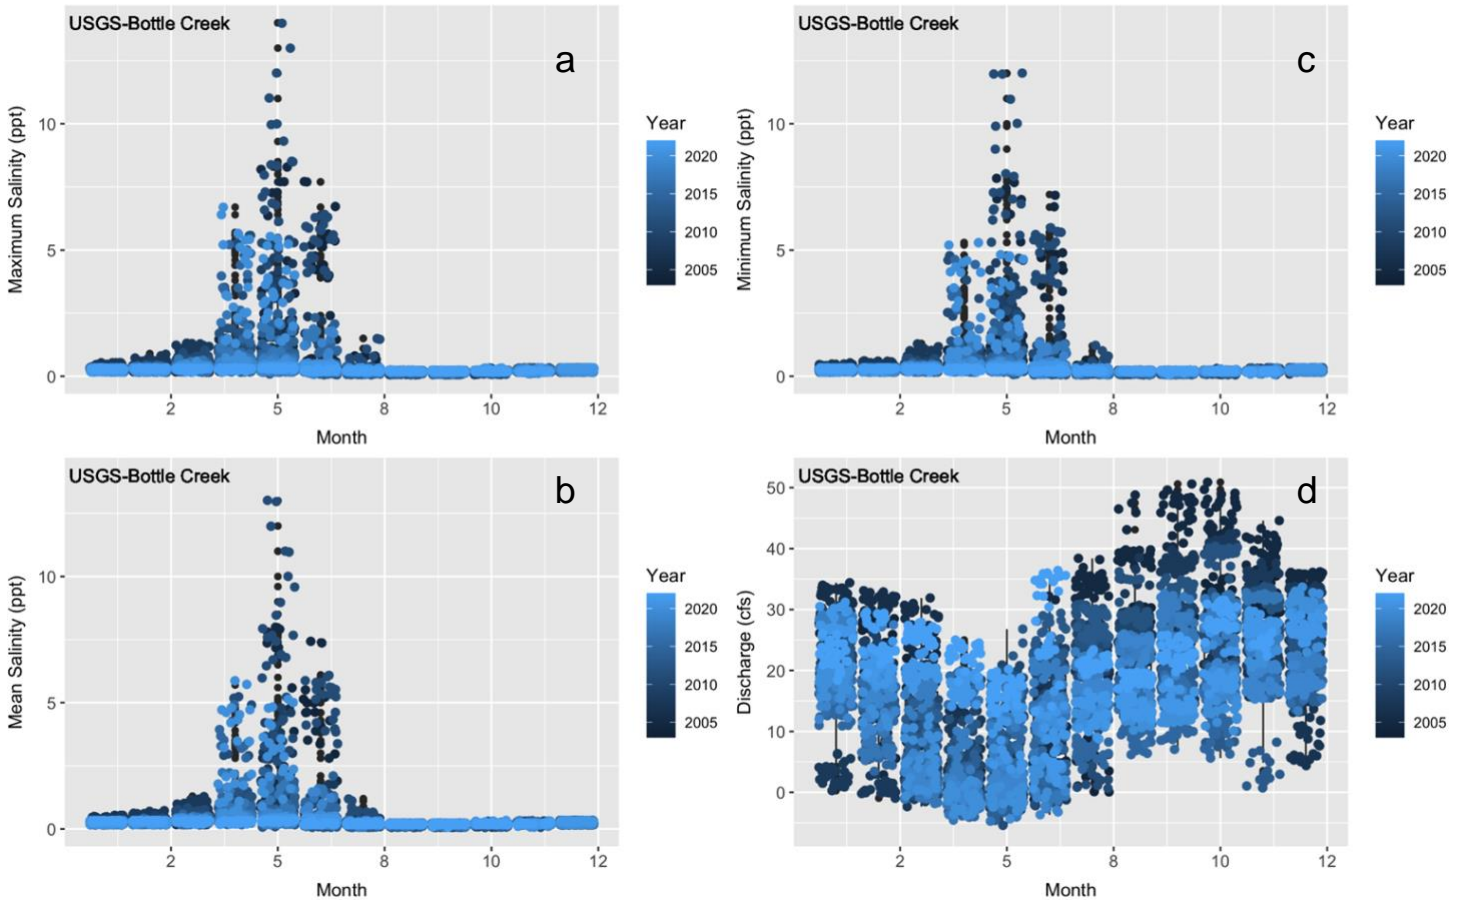 USGS-Bottle Creek
a
Maximum Salinity (ppt)
10
5
0
2 5 8 10 12
Month
Year
2020
2015
2010
2005
USGS-Bottle Creek
c
Minimum Salinity (ppt)
10
5
0
2 5 8 10 12
Month
Year
2020
2015
2010
2005
USGS-Bottle Creek
b
Mean Salinity (ppt)
10
5
0
2 5 8 10 12
Month
Year
2020
2015
2010
2005
USGS-Bottle Creek
d
Discharge (cfs)
50
40
30
20
10
0
2 5 8 10 12
Month
Year
2020
2015
2010
2005